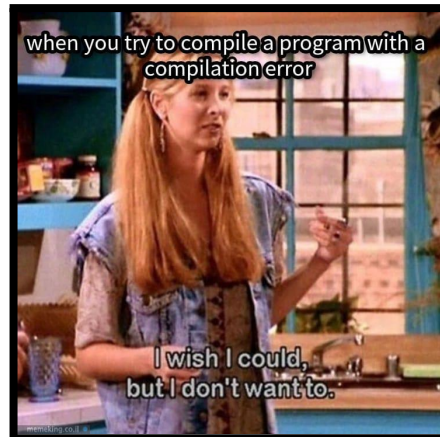 when you try to compile a program with a
compilation error
I wish I could,
but I don't want to.
memeking.co.il